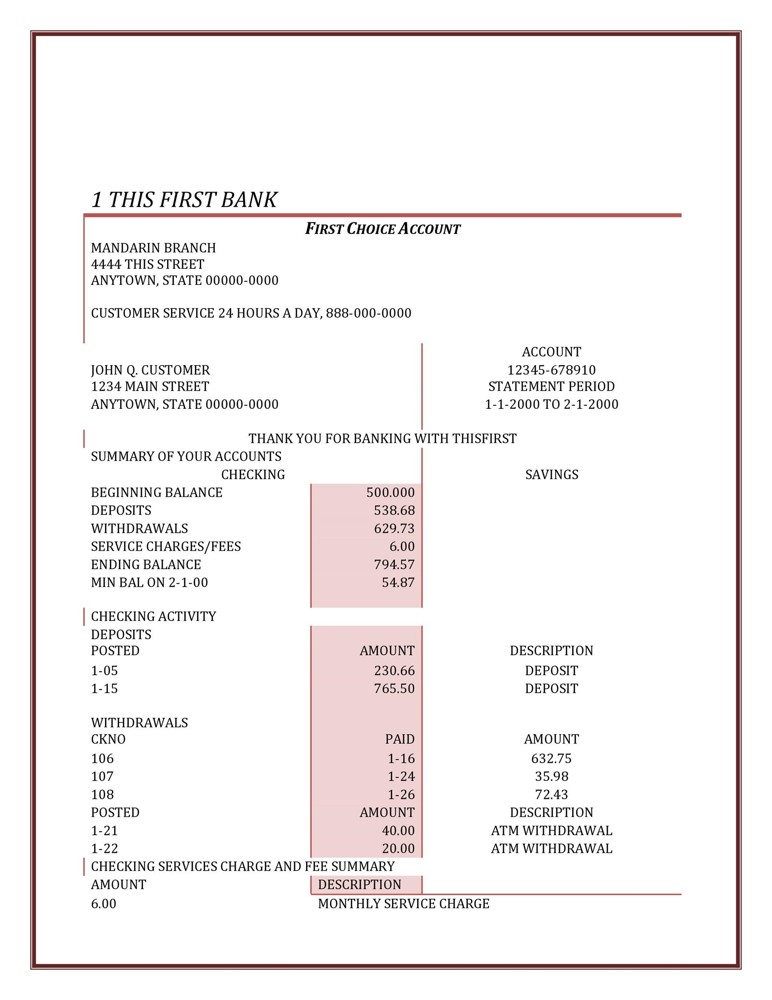 1 THIS FIRST BANK
FIRST CHOICE ACCOUNT
MANDARIN BRANCH
4444 THIS STREET
ANYTOWN, STATE 00000-0000
CUSTOMER SERVICE 24 HOURS A DAY, 888-000-0000
ACCOUNT
JOHN Q. CUSTOMER 12345-678910
1234 MAIN STREET STATEMENT PERIOD
ANYTOWN, STATE 00000-0000 1-1-2000 TO 2-1-2000
THANK YOU FOR BANKING WITH THISFIRST
SUMMARY OF YOUR ACCOUNTS
CHECKING SAVINGS
BEGINNING BALANCE 500.000
DEPOSITS 538.68
WITHDRAWALS 629.73
SERVICE CHARGES/FEES 6.00
ENDING BALANCE 794.57
MIN BAL ON 2-1-00 54.87
CHECKING ACTIVITY
DEPOSITS
POSTED AMOUNT DESCRIPTION
1-05 230.66 DEPOSIT
1-15 765.50 DEPOSIT
WITHDRAWALS
CKNO PAID AMOUNT
106 1-16 632.75
107 1-24 35.98
108 1-26 72.43
POSTED AMOUNT DESCRIPTION
1-21 40.00 ATM WITHDRAWAL
1-22 20.00 ATM WITHDRAWAL
CHECKING SERVICES CHARGE AND FEE SUMMARY
AMOUNT DESCRIPTION
6.00 MONTHLY SERVICE CHARGE